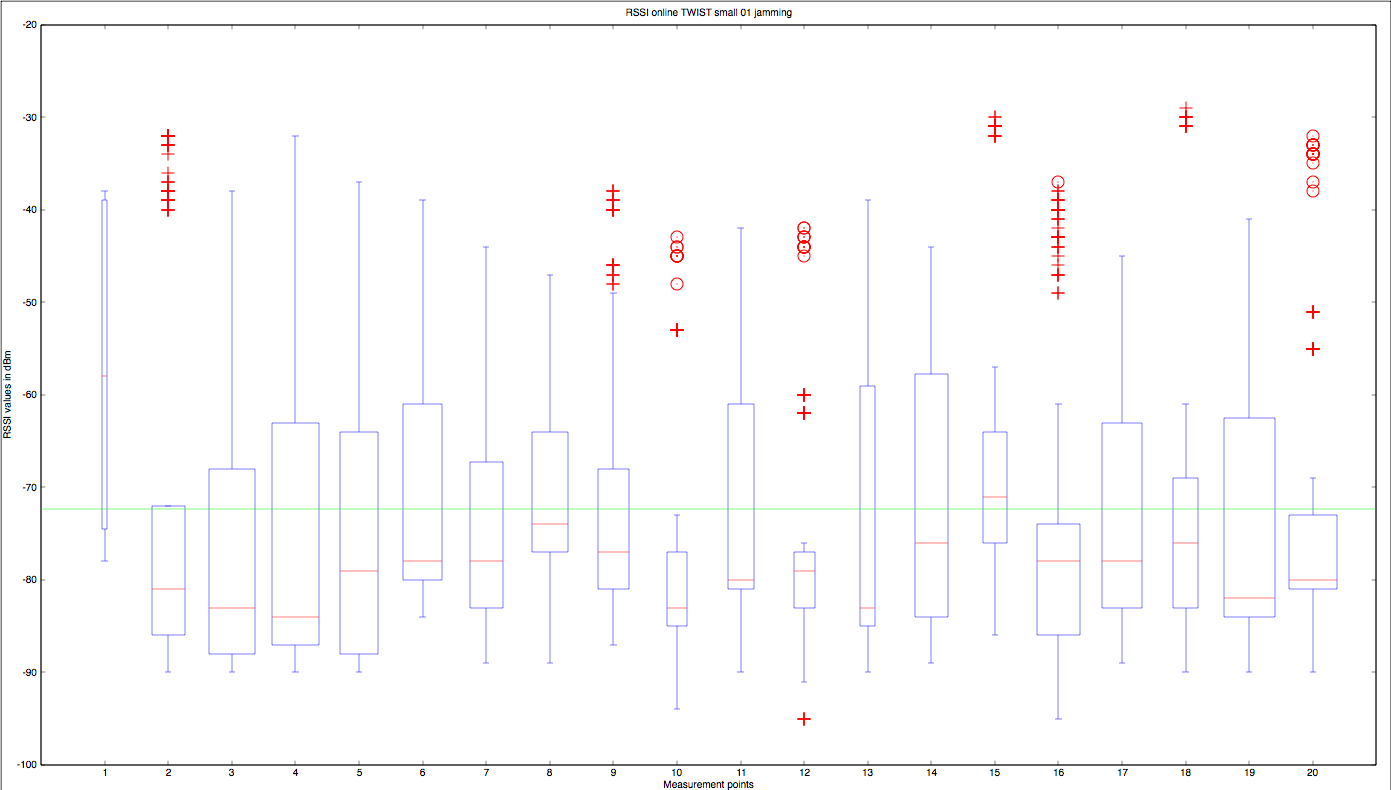 RSSI online TWIST small 01 jamming
-20
-30
-40
-50
-60
-70
-80
-90
-100
RSSI values in dBm
1 2 3 4 5 6 7 8 9 10 11 12 13 14 15 16 17 18 19 20
Measurement points